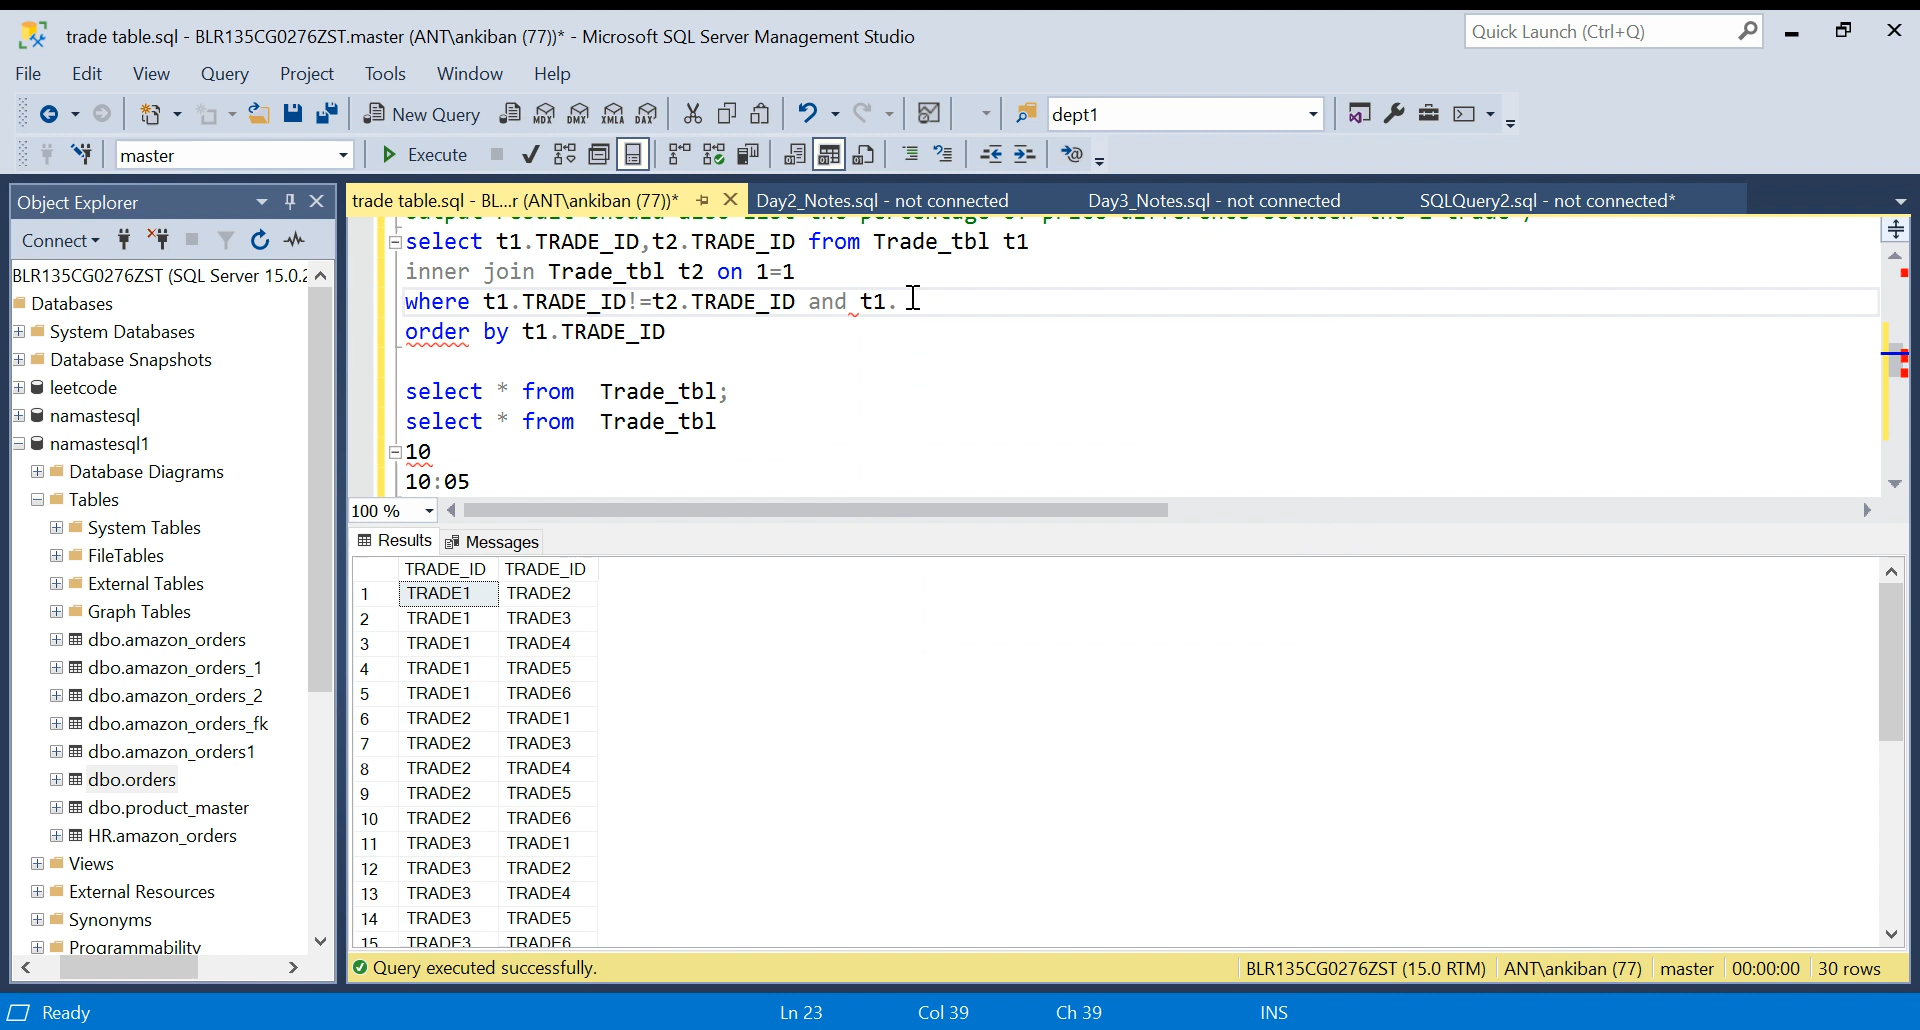 trade table.sql - BLR135CG0276ZST.master (ANT\ankiban (77))* - Microsoft SQL Server Management Studio
Quick Launch (Ctrl+Q)
File Edit View Query Project Tools Window Help
New Query
MDX DMX XMLA DAX
dept1
master
Execute
Object Explorer
trade table.sql - BL...r (ANT\ankiban (77))*
Day2_Notes.sql - not connected
Day3_Notes.sql - not connected
SQLQuery2.sql - not connected*
Connect
BLR135CG0276ZST (SQL Server 15.0.2
Databases
System Databases
Database Snapshots
leetcode
namastesql
namastesql1
Database Diagrams
Tables
System Tables
FileTables
External Tables
Graph Tables
dbo.amazon_orders
dbo.amazon_orders_1
dbo.amazon_orders_2
dbo.amazon_orders_fk
dbo.amazon_orders1
dbo.orders
dbo.product_master
HR.amazon_orders
Views
External Resources
Synonyms
Programmability
select t1.TRADE_ID,t2.TRADE_ID from Trade_tbl t1
inner join Trade_tbl t2 on 1=1
where t1.TRADE_ID!=t2.TRADE_ID and t1.
order by t1.TRADE_ID
select * from Trade_tbl;
select * from Trade_tbl
10
10:05
100 %
Results Messages
TRADE_ID TRADE_ID
1 TRADE1 TRADE2
2 TRADE1 TRADE3
3 TRADE1 TRADE4
4 TRADE1 TRADE5
5 TRADE1 TRADE6
6 TRADE2 TRADE1
7 TRADE2 TRADE3
8 TRADE2 TRADE4
9 TRADE2 TRADE5
10 TRADE2 TRADE6
11 TRADE3 TRADE1
12 TRADE3 TRADE2
13 TRADE3 TRADE4
14 TRADE3 TRADE5
15 TRADE3 TRADE6
Query executed successfully.
BLR135CG0276ZST (15.0 RTM) ANT\ankiban (77) master 00:00:00 30 rows
Ready
Ln 23 Col 39 Ch 39 INS